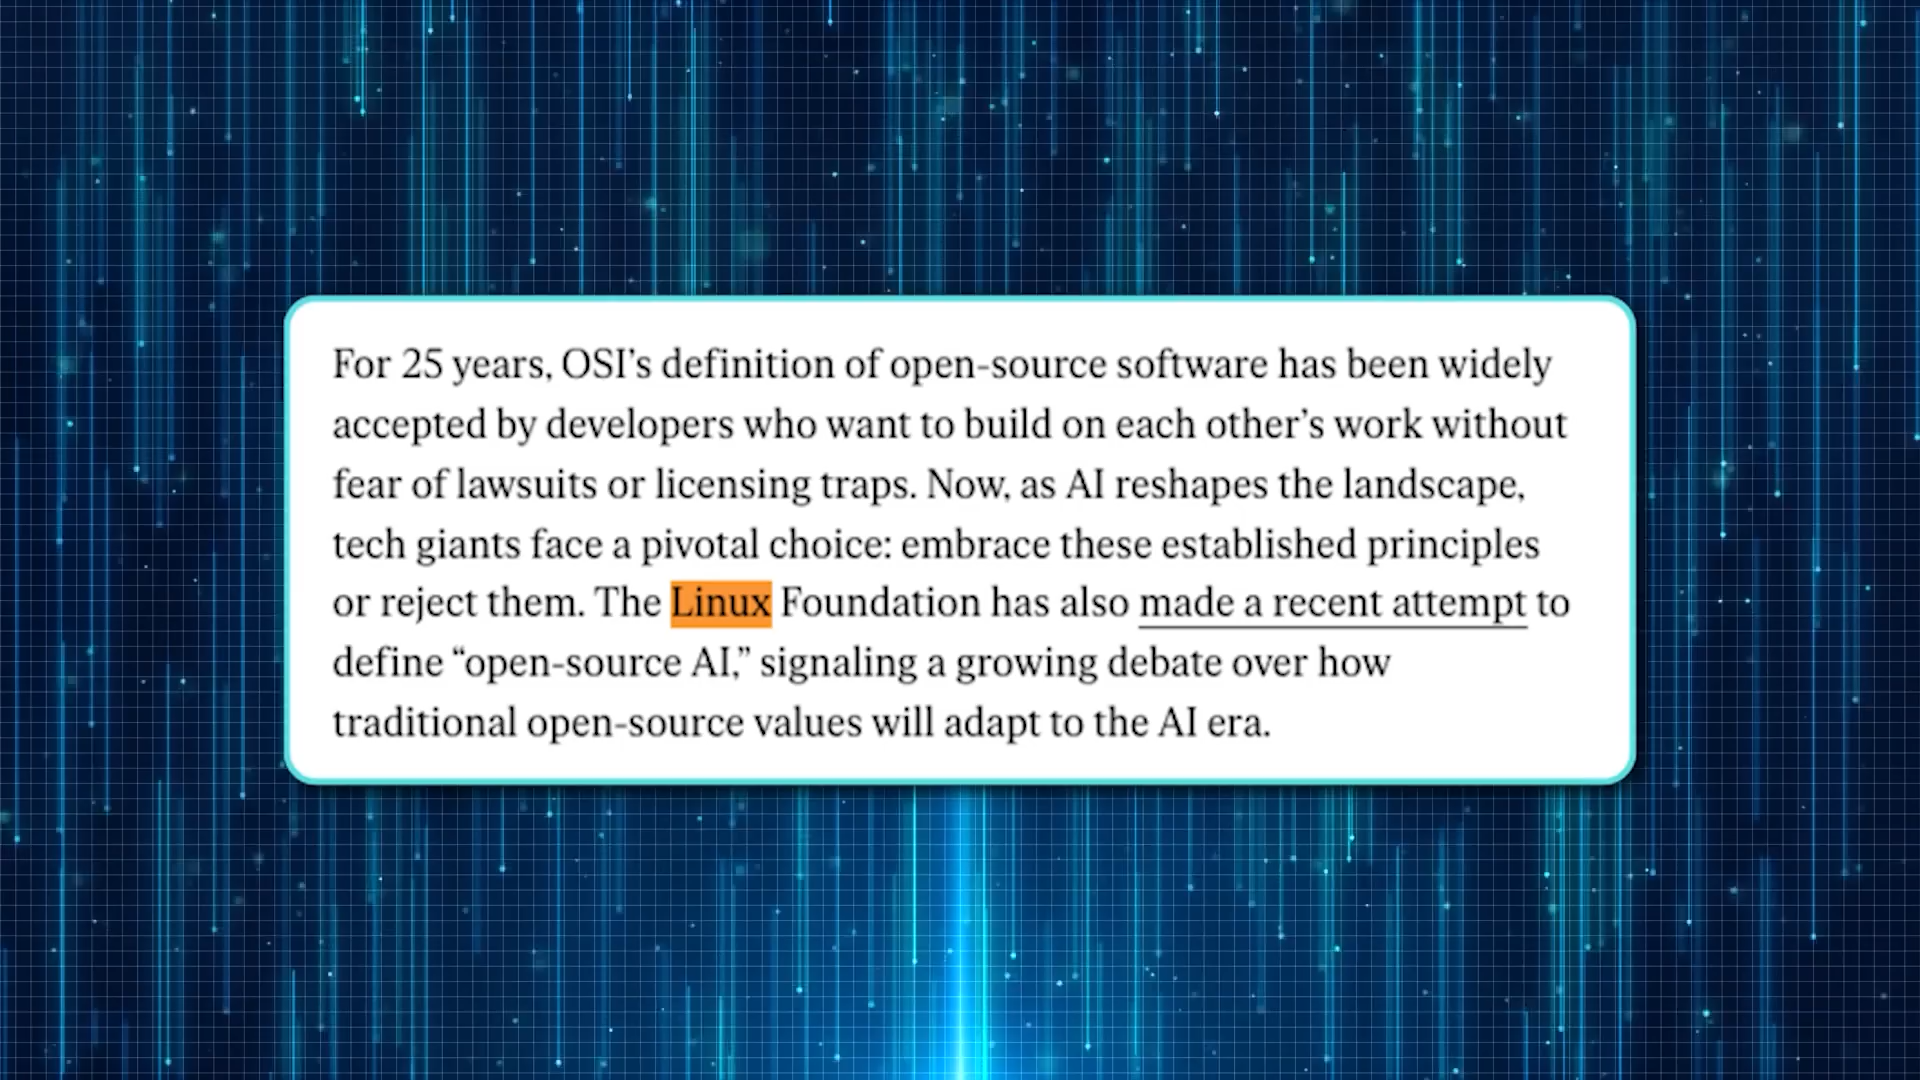 For 25 years, OSI’s definition of open-source software has been widely
accepted by developers who want to build on each other’s work without
fear of lawsuits or licensing traps. Now, as AI reshapes the landscape,
tech giants face a pivotal choice: embrace these established principles
or reject them. The Linux Foundation has also made a recent attempt to
define “open-source AI,” signaling a growing debate over how
traditional open-source values will adapt to the AI era.